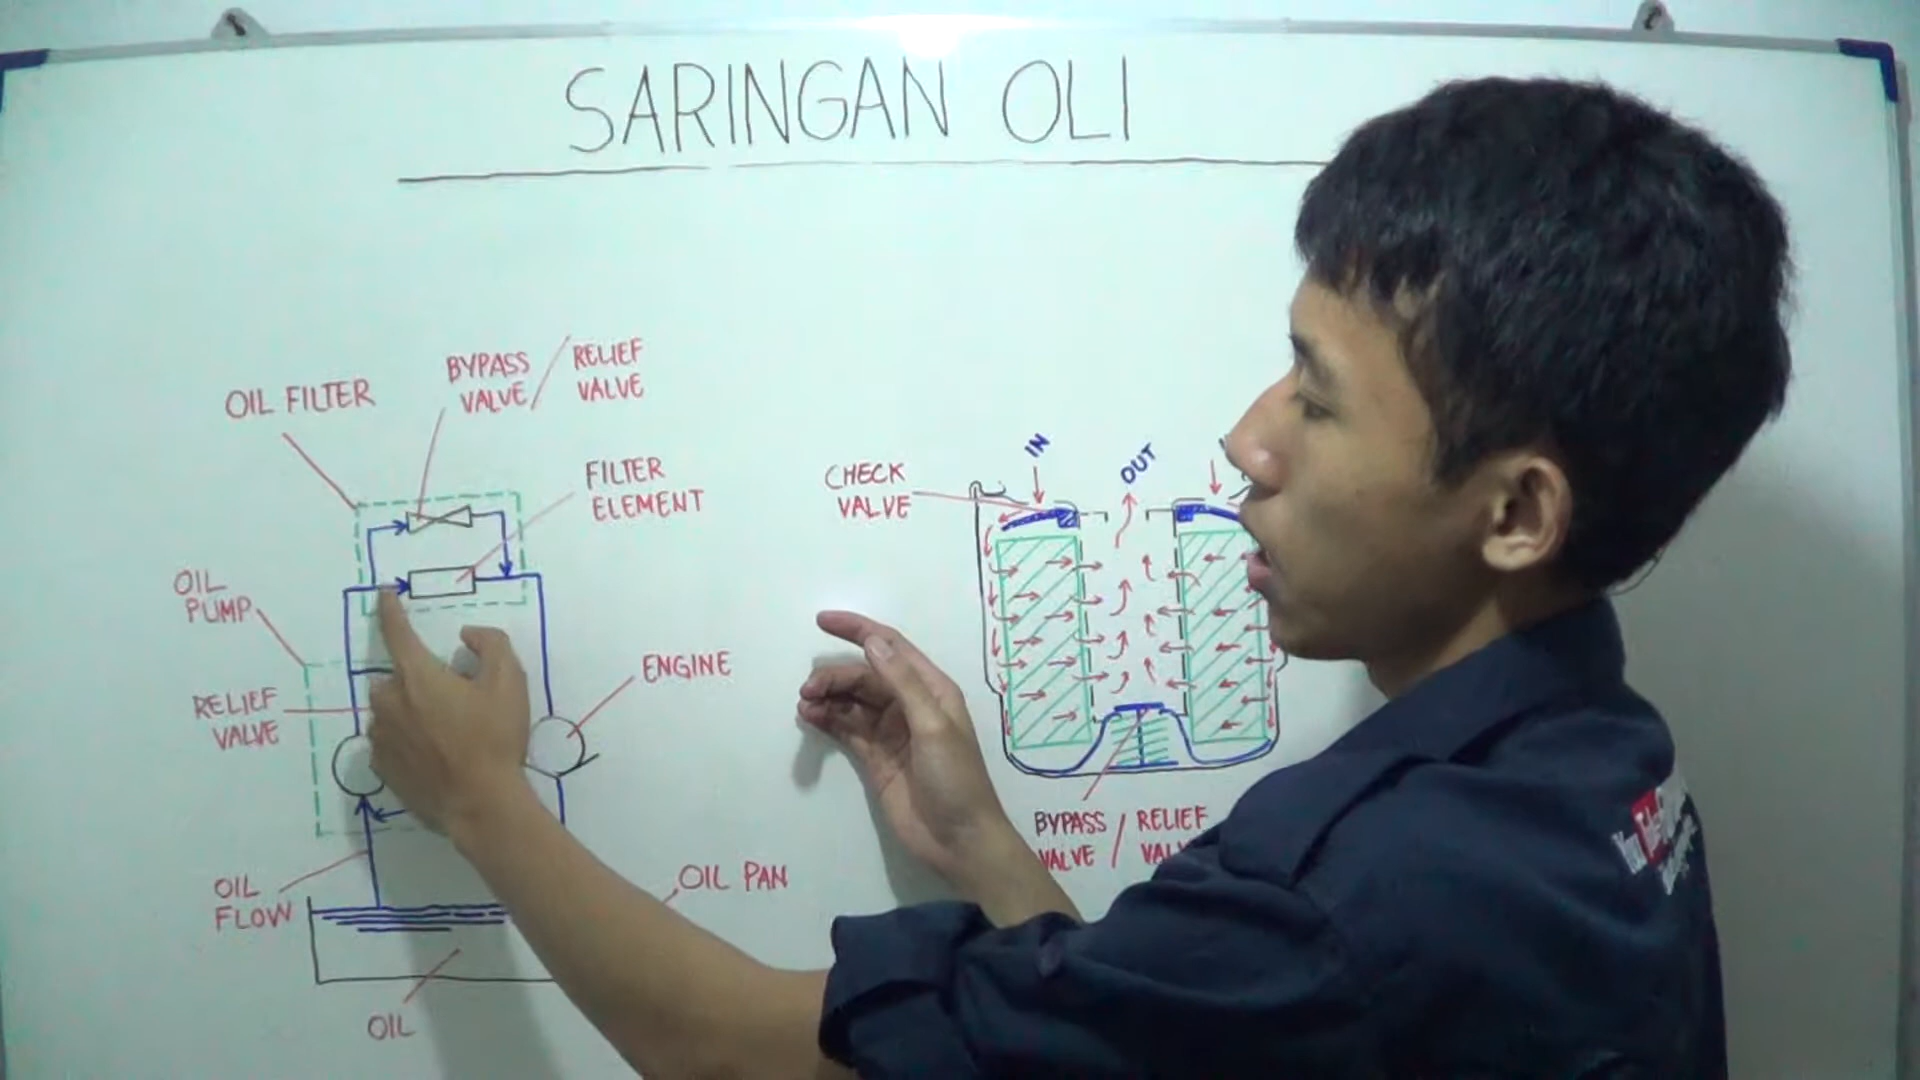 SARINGAN OLI
OIL FILTER
BYPASS
VALVE /
RELIEF
VALVE
FILTER
ELEMENT
OIL
PUMP
RELIEF
VALVE
ENGINE
OIL
FLOW
OIL PAN
OIL
CHECK
VALVE
IN
OUT
BYPASS
VALVE /
RELIEF